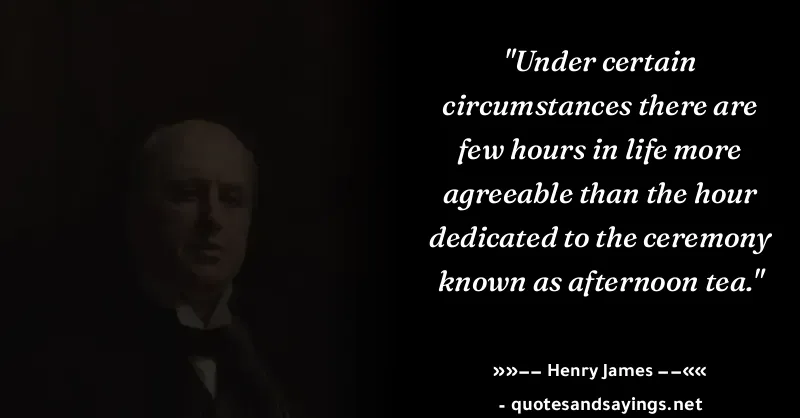 "Under certain
circumstances there are
few hours in life more
agreeable than the hour
dedicated to the ceremony
known as afternoon tea."
»»−− Henry James −−««
- quotesandsayings.net